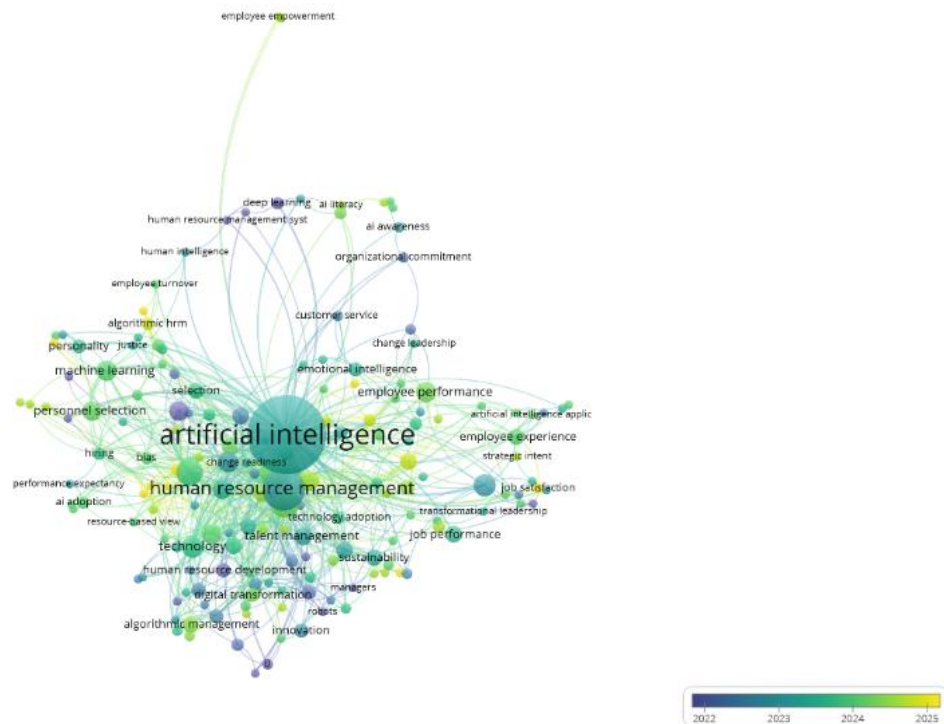 employee empowerment
deep learning
ai literacy
human resource management syst
ai awareness
human intelligence
organizational commitment
employee turnover
customer service
algorithmic hrm
personality
justice
change leadership
machine learning
emotional intelligence
selection
employee performance
personnel selection
artificial intelligence applic
artificial intelligence
employee experience
hiring
bias
change readiness
strategic intent
performance expectancy
human resource management
job satisfaction
ai adoption
resource-based view
technology adoption
transformational leadership
technology
talent management
job performance
sustainability
human resource development
digital transformation
managers
robots
algorithmic management
innovation
2022
2023
2024
2025